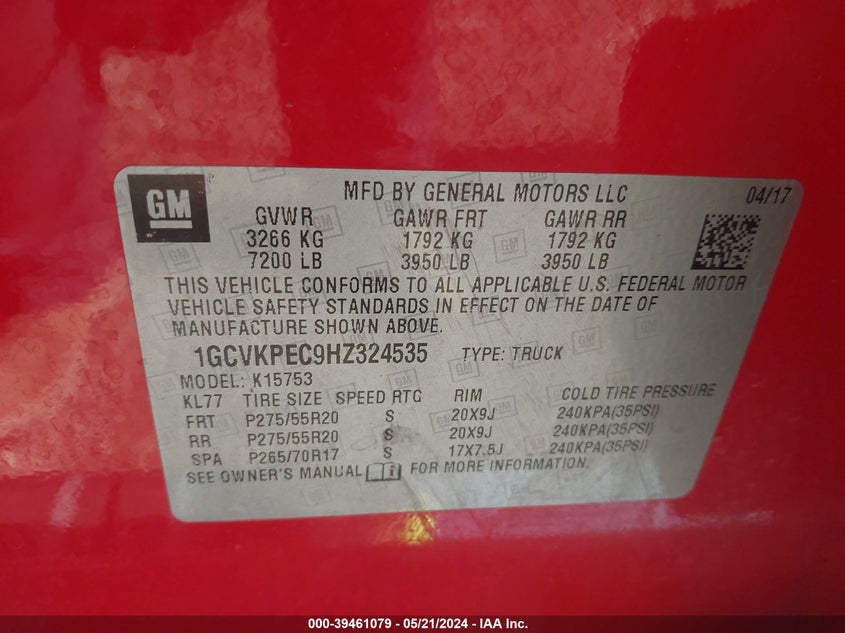 GM
MFD BY GENERAL MOTORS LLC 04/17
GVWR GAWR FRT GAWR RR
3266 KG 1792 KG 1792 KG
7200 LB 3950 LB 3950 LB
THIS VEHICLE CONFORMS TO ALL APPLICABLE U.S. FEDERAL MOTOR
VEHICLE SAFETY STANDARDS IN EFFECT ON THE DATE OF
MANUFACTURE SHOWN ABOVE.
1GCVKPEC9HZ324535 TYPE: TRUCK
MODEL: K15753
KL77 TIRE SIZE SPEED RTG RIM COLD TIRE PRESSURE
FRT P275/55R20 S 20X9J 240KPA(35PSI)
RR P275/55R20 S 20X9J 240KPA(35PSI)
SPA P265/70R17 S 17X7.5J 240KPA(35PSI)
SEE OWNER'S MANUAL FOR MORE INFORMATION.
000-39461079 — 05/21/2024 — IAA Inc.